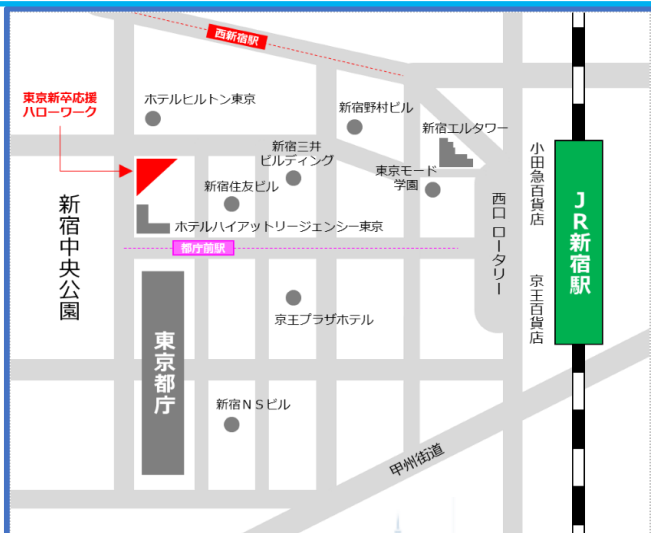 西新宿駅
東京新卒応援
ハローワーク
ホテルヒルトン東京
新宿野村ビル
新宿エルタワー
新宿三井
ビルディング
東京モード
学園
新宿住友ビル
小田急百貨店
JR新宿駅
新宿中央公園
ホテルハイアットリージェンシー東京
西口 ロータリー
都庁前駅
京王百貨店
京王プラザホテル
東京都庁
新宿NSビル
甲州街道